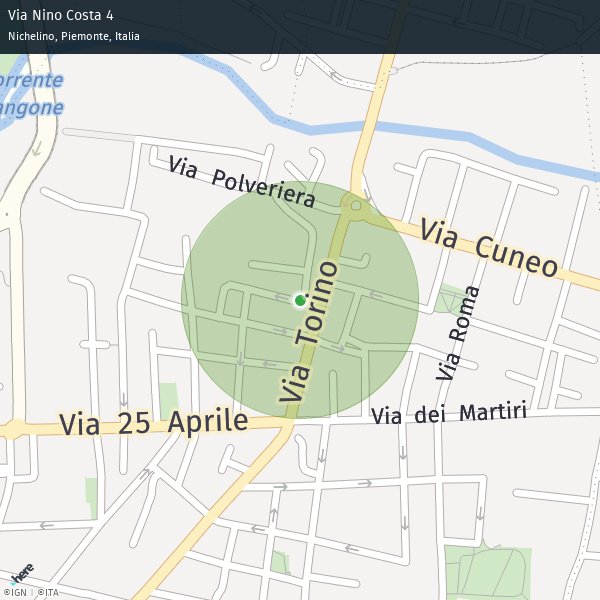 Via Nino Costa 4
Nichelino, Piemonte, Italia
orrente
angone
Via Polveriera
Via Cuneo
Via Torino
Via Roma
Via dei Martiri
Via 25 Aprile
here
©IGN | ©ITA